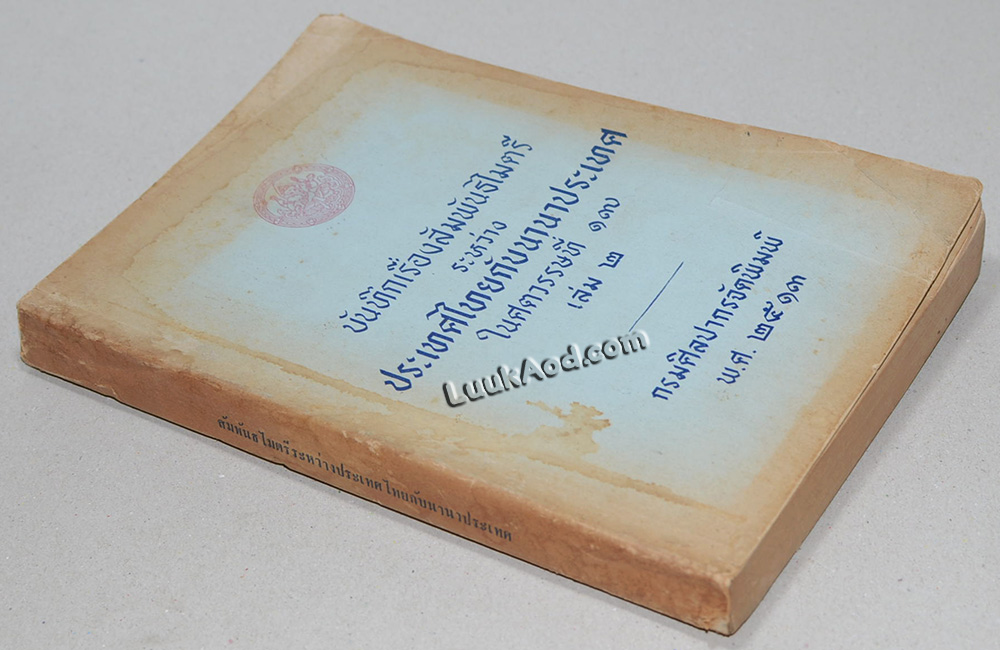 บันทึกเรื่องสัมพันธไมตรี
ระหว่าง
ประเทศไทยกับนานาประเทศ
ในศตวรรษที่ ๑๗
เล่ม ๒
กรมศิลปากรจัดพิมพ์
พ.ศ. ๒๕๑๓
LuukAod.com
สัมพันธไมตรีระหว่างประเทศไทยกับนานาประเทศ